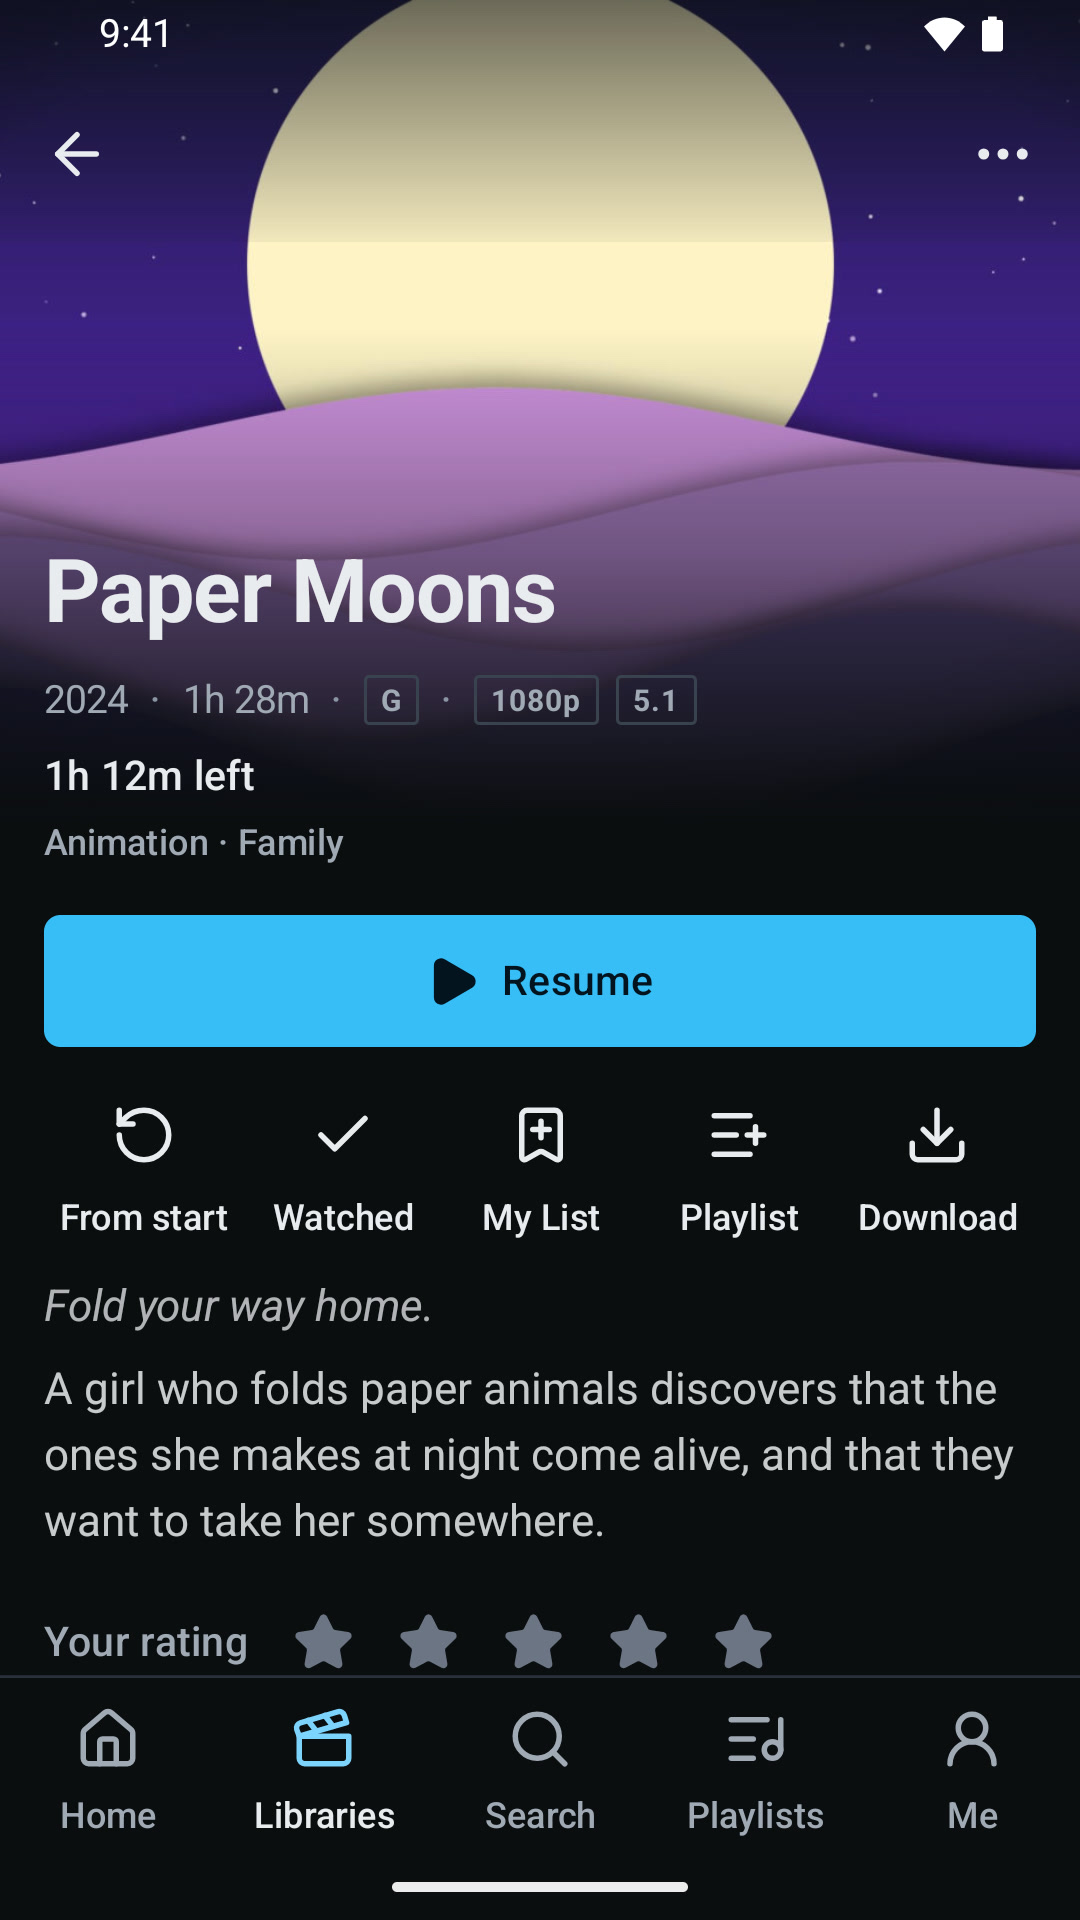 9:41
Paper Moons
2024 · 1h 28m · G · 1080p 5.1
1h 12m left
Animation · Family
Resume
From start Watched My List Playlist Download
Fold your way home.
A girl who folds paper animals discovers that the
ones she makes at night come alive, and that they
want to take her somewhere.
Your rating
Home Libraries Search Playlists Me